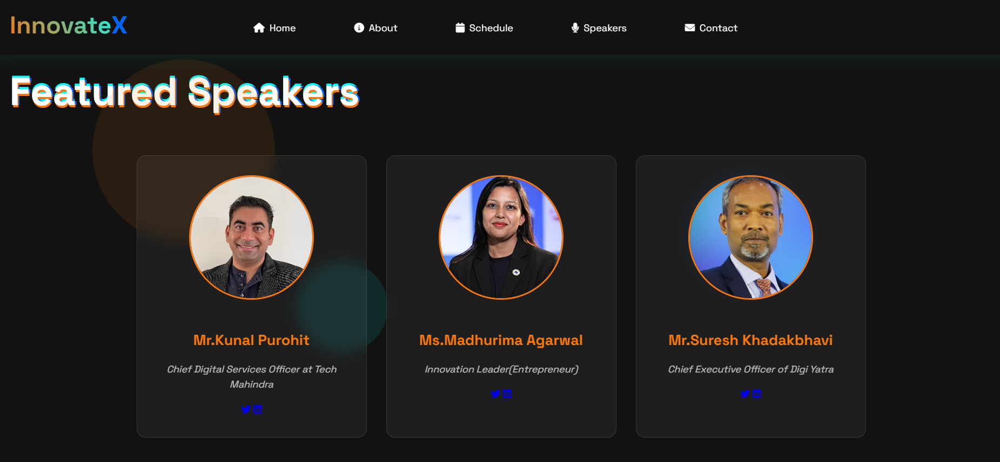 InnovateX
Home
About
Schedule
Speakers
Contact
Featured Speakers
Mr.Kunal Purohit
Chief Digital Services Officer at Tech
Mahindra
Ms.Madhurima Agarwal
Innovation Leader(Entrepreneur)
Mr.Suresh Khadakbhavi
Chief Executive Officer of Digi Yatra